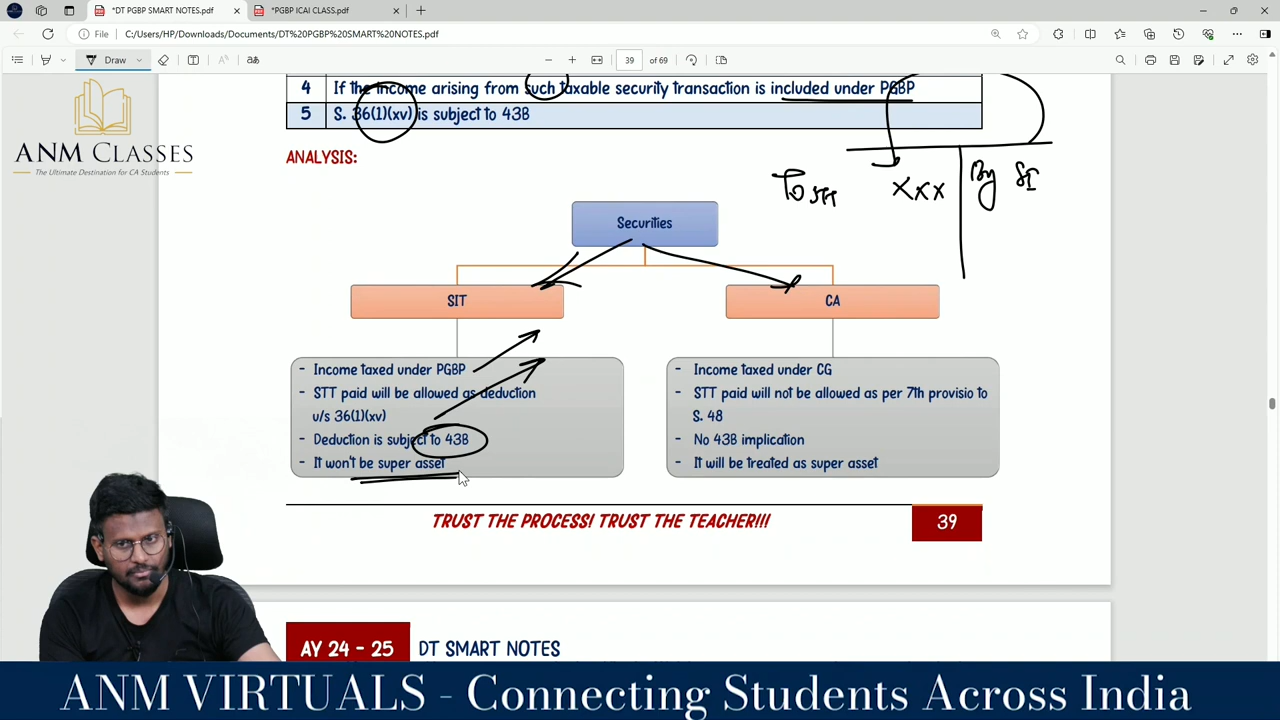 *DT PGBP SMART NOTES.pdf
*PGBP ICAI CLASS.pdf
File C:/Users/HP/Downloads/Documents/DT%20PGBP%20SMART%20NOTES.pdf
Draw 39 of 69
ANM CLASSES
The Ultimate Destination for CA Students
4 If the income arising from such taxable security transaction is included under PGBP
5 S. 36(1)(xv) is subject to 43B
ANALYSIS:
To STT XXX By SI
Securities
SIT
CA
- Income taxed under PGBP
- STT paid will be allowed as deduction
u/s 36(1)(xv)
- Deduction is subject to 43B
- It won't be super asset
- Income taxed under CG
- STT paid will not be allowed as per 7th provisio to
S. 48
- No 43B implication
- It will be treated as super asset
TRUST THE PROCESS! TRUST THE TEACHER!!!
39
AY 24 - 25 DT SMART NOTES
ANM VIRTUALS - Connecting Students Across India